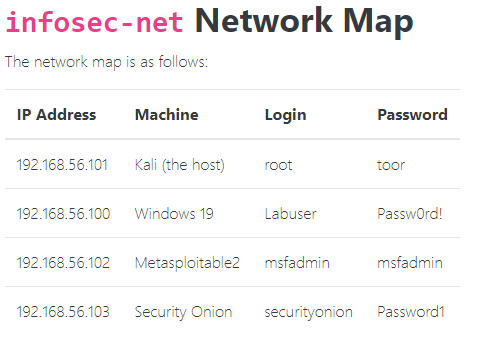 infosec-net Network Map
The network map is as follows:
IP Address Machine Login Password
192.168.56.101 Kali (the host) root toor
192.168.56.100 Windows 19 Labuser Passw0rd!
192.168.56.102 Metasploitable2 msfadmin msfadmin
192.168.56.103 Security Onion securityonion Password1